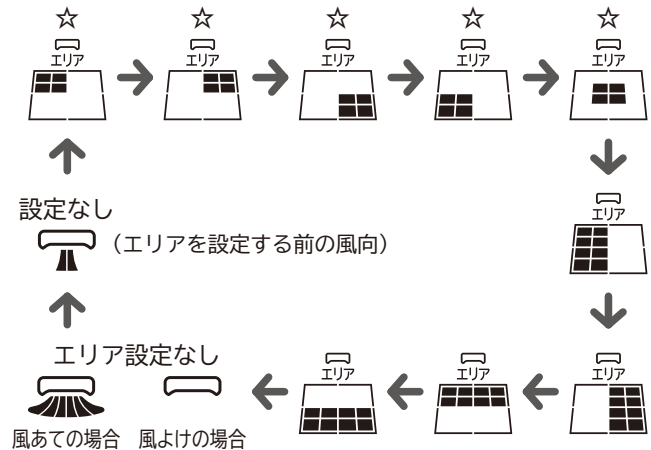 ☆ ☆ ☆ ☆ ☆
エリア エリア エリア エリア エリア
設定なし
エリア
(エリアを設定する前の風向)
エリア設定なし
エリア エリア エリア
風あての場合 風よけの場合